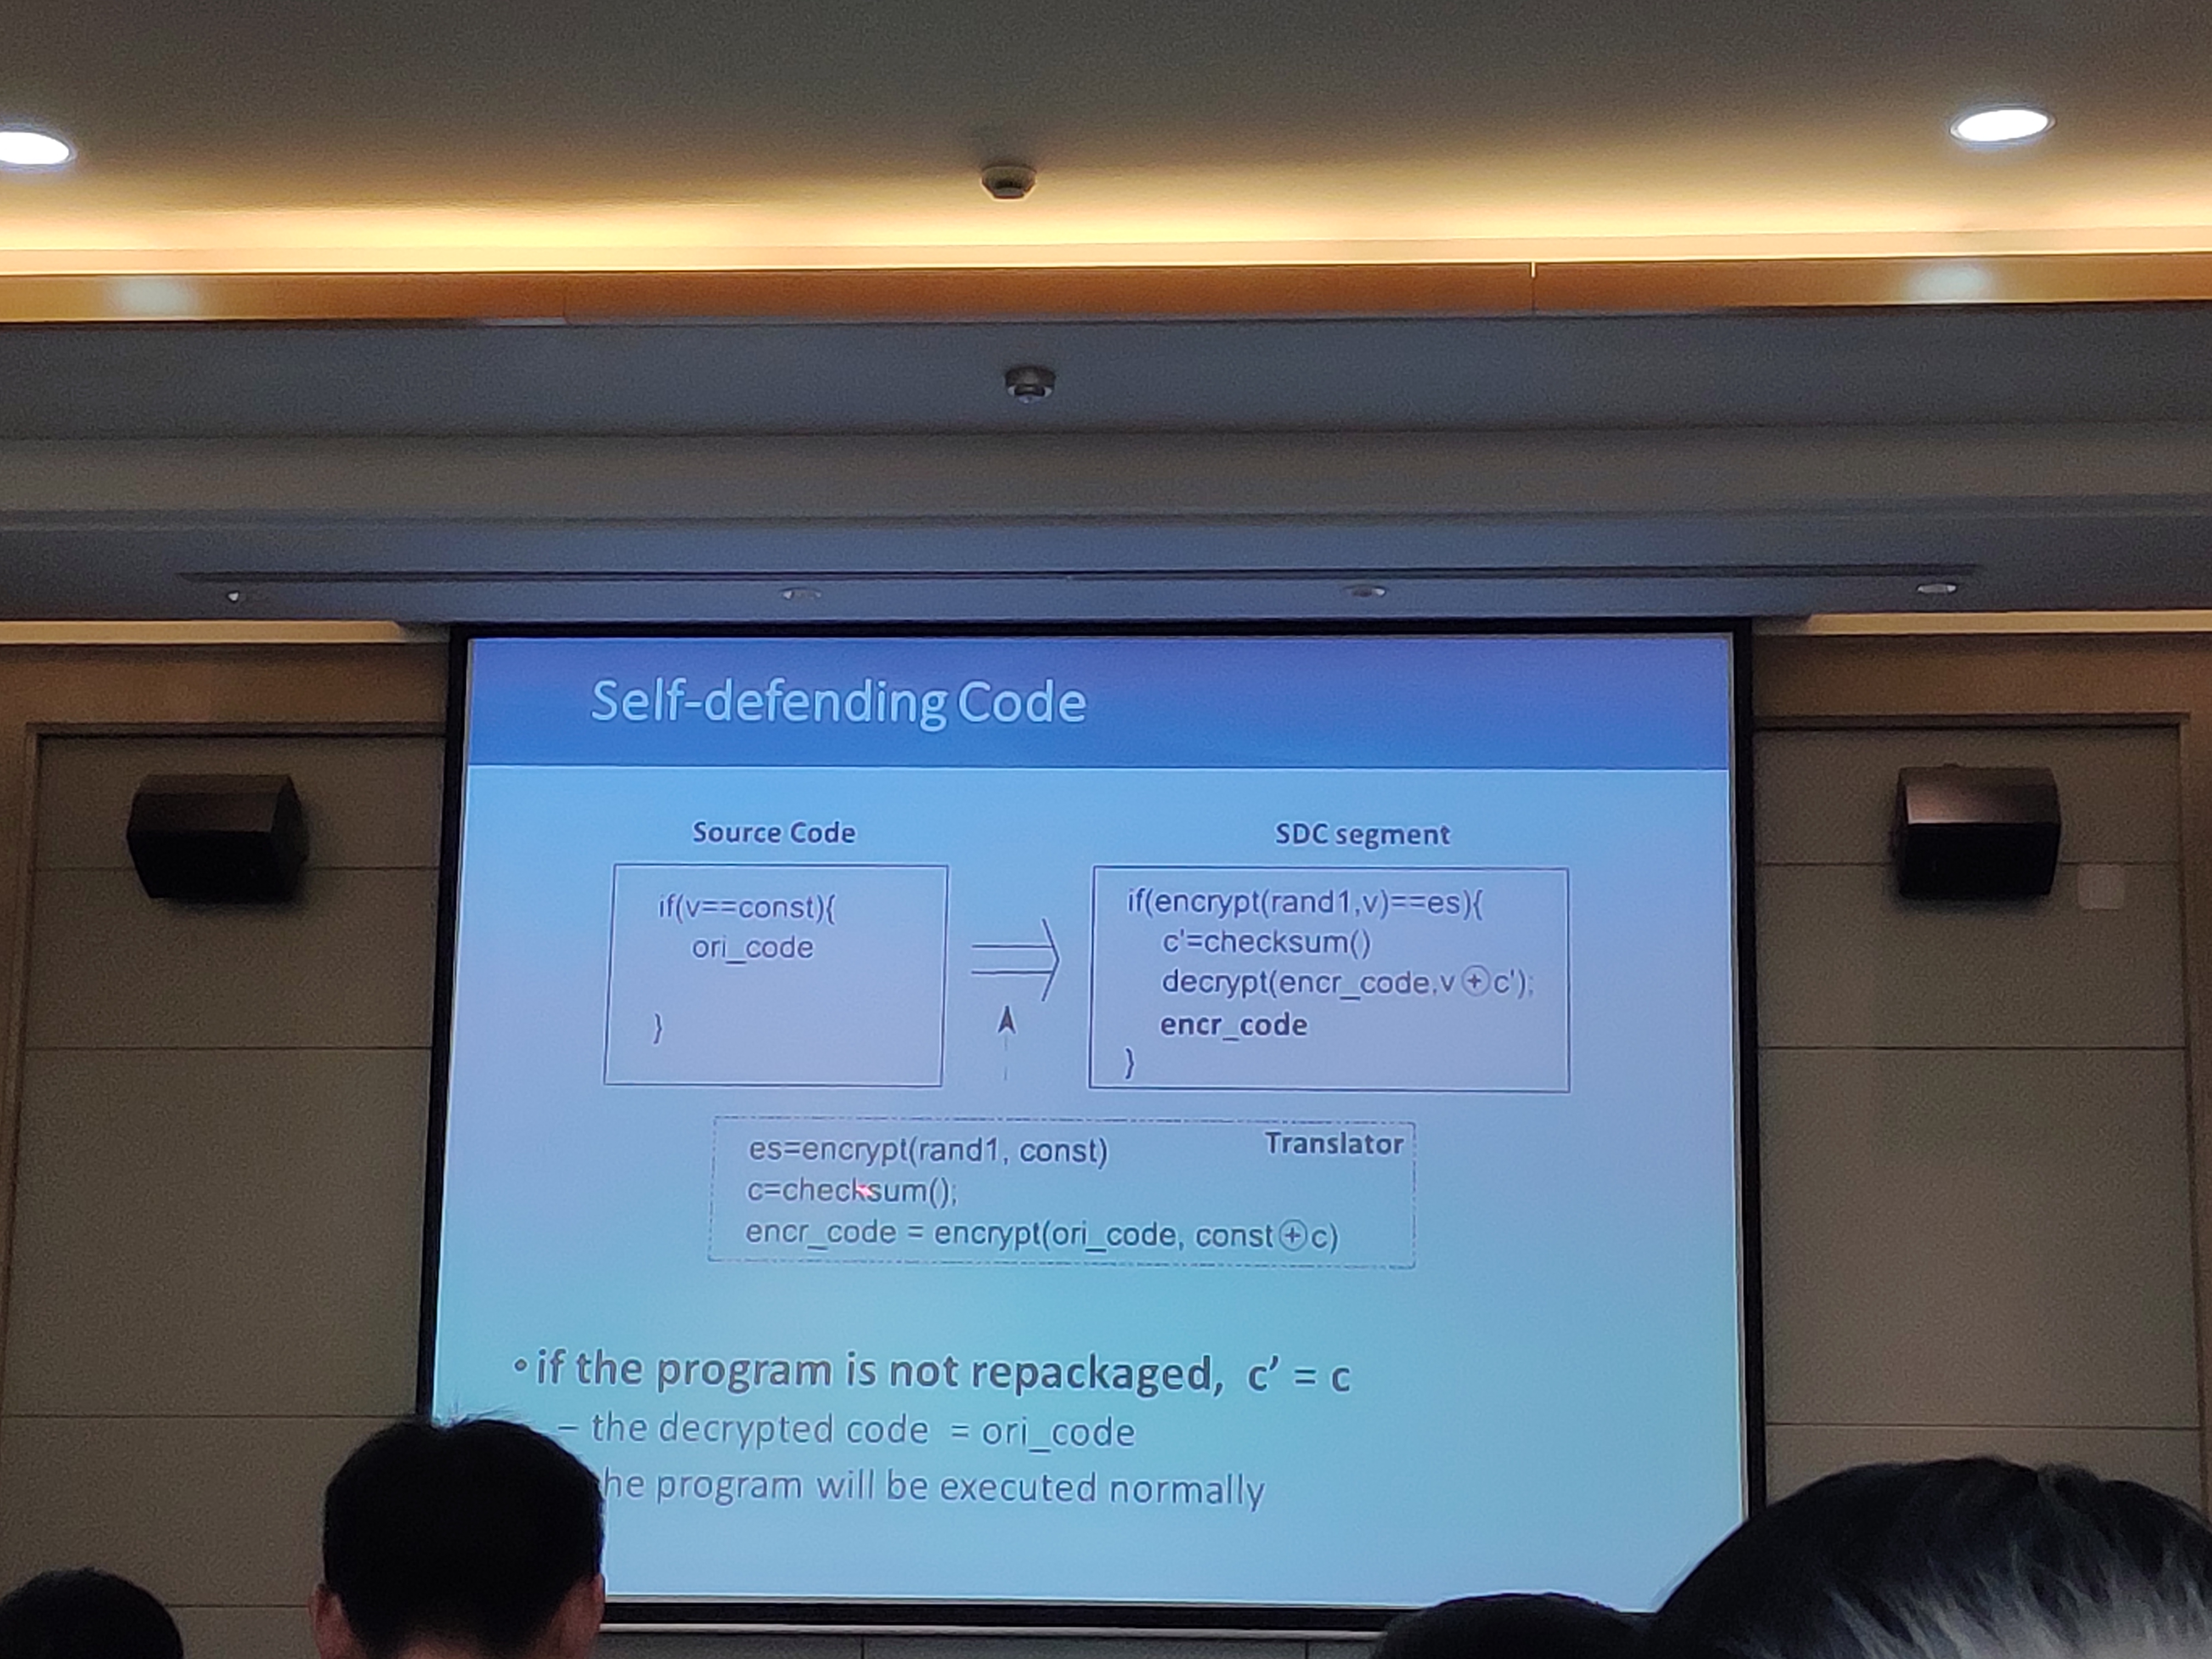 Self-defending Code
Source Code
if(v==const){
ori_code
}
SDC segment
if(encrypt(rand1,v)==es){
c'=checksum()
decrypt(encr_code,v⊕c');
encr_code
}
Translator
es=encrypt(rand1, const)
c=checksum();
encr_code = encrypt(ori_code, const⊕c)
• if the program is not repackaged, c’ = c
– the decrypted code = ori_code
he program will be executed normally